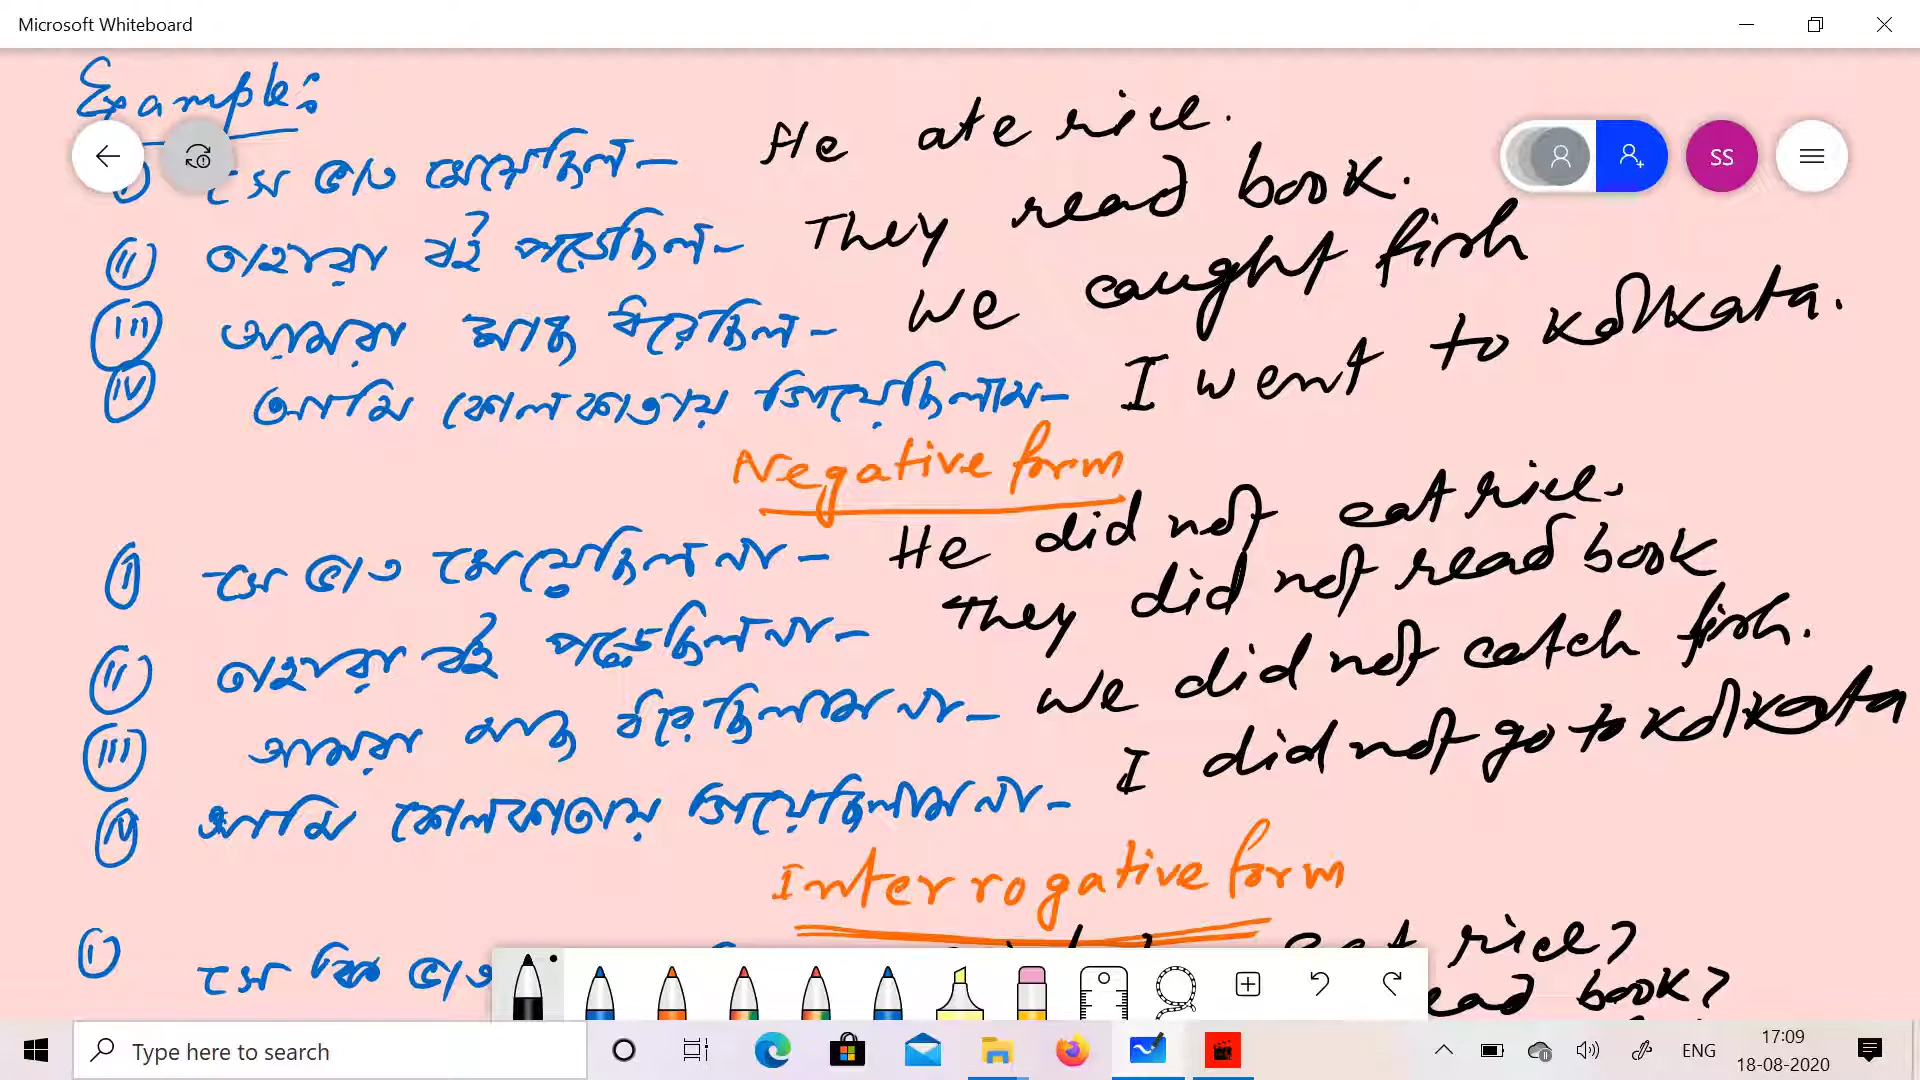 Microsoft Whiteboard
Example:
সে ভাত খেয়েছিল - He ate rice.
SS
(II) তাহারা বই পড়েছিল - They read book.
(III) আমরা মাছ ধরেছিল - We caught fish
(IV) আমি কোলকাতায় গিয়েছিলাম - I went to Kolkata.
Negative form
(I) সে ভাত খেয়েছিল না - He did not eat rice.
(II) তাহারা বই পড়েছিল না - They did not read book
(III) আমরা মাছ ধরেছিলাম না - We did not catch fish.
(IV) আমি কোলকাতায় গিয়েছিলাম না - I did not go to Kolkata
Interrogative form
(I) সে কি ভাত eat rice?
read book?
Type here to search
ENG
17:09
18-08-2020